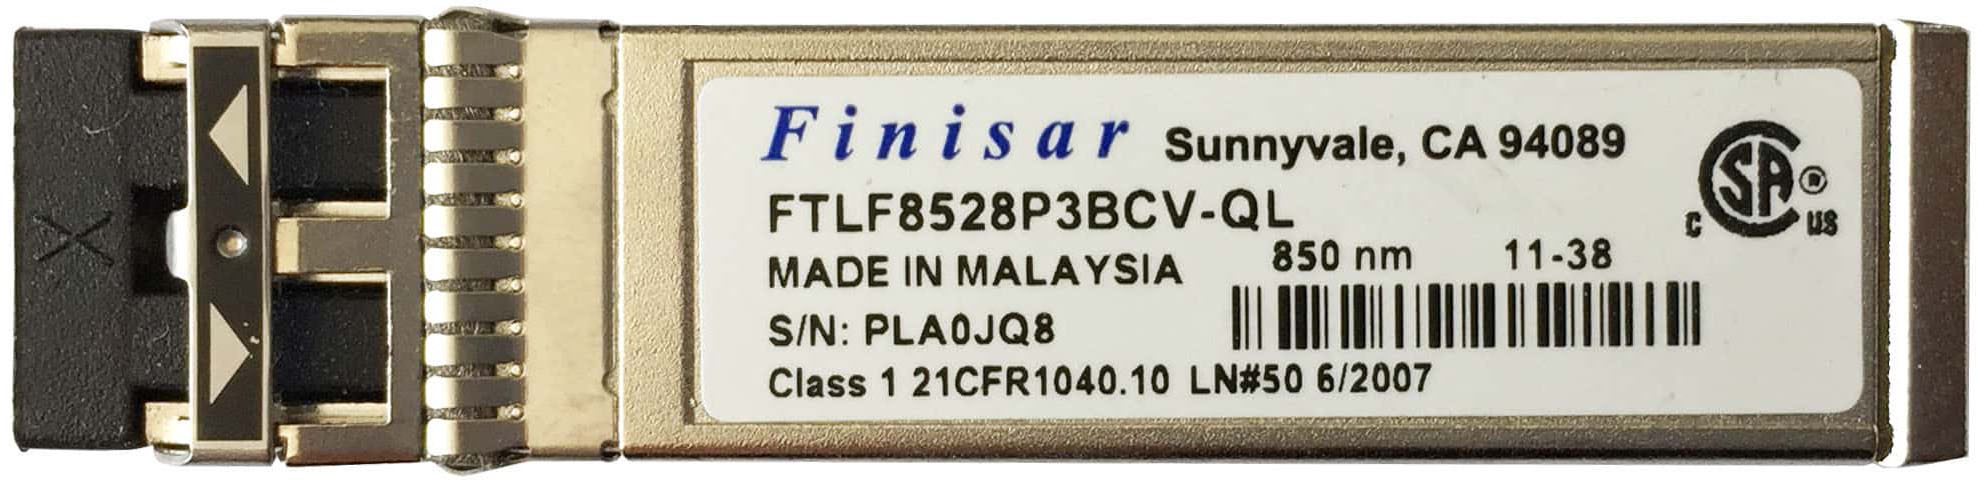 Finisar Sunnyvale, CA 94089
FTLF8528P3BCV-QL
MADE IN MALAYSIA 850 nm 11-38
S/N: PLA0JQ8
Class 1 21CFR1040.10 LN#50 6/2007
C SA ® US
X